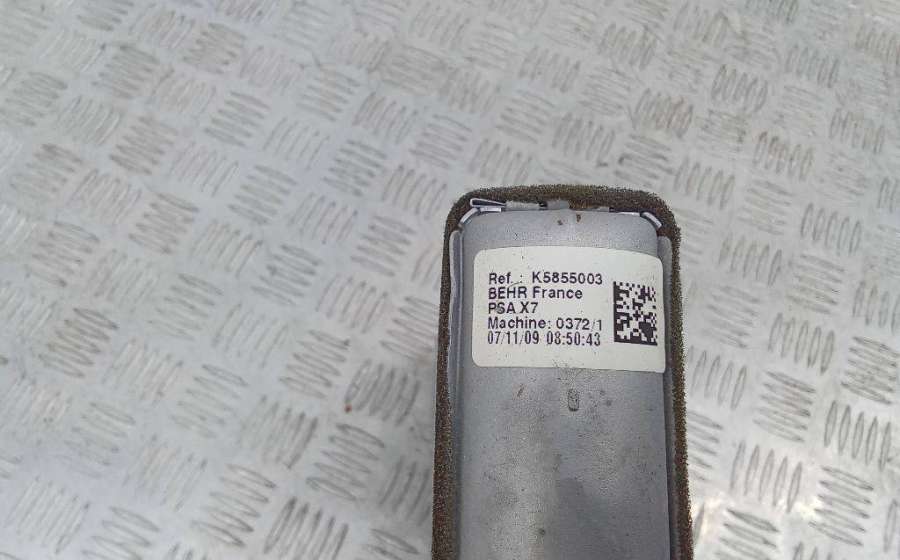 Ref. : K5855003
BEHR France
PSA X7
Machine: 0372/1
07/11/09 08:50:43